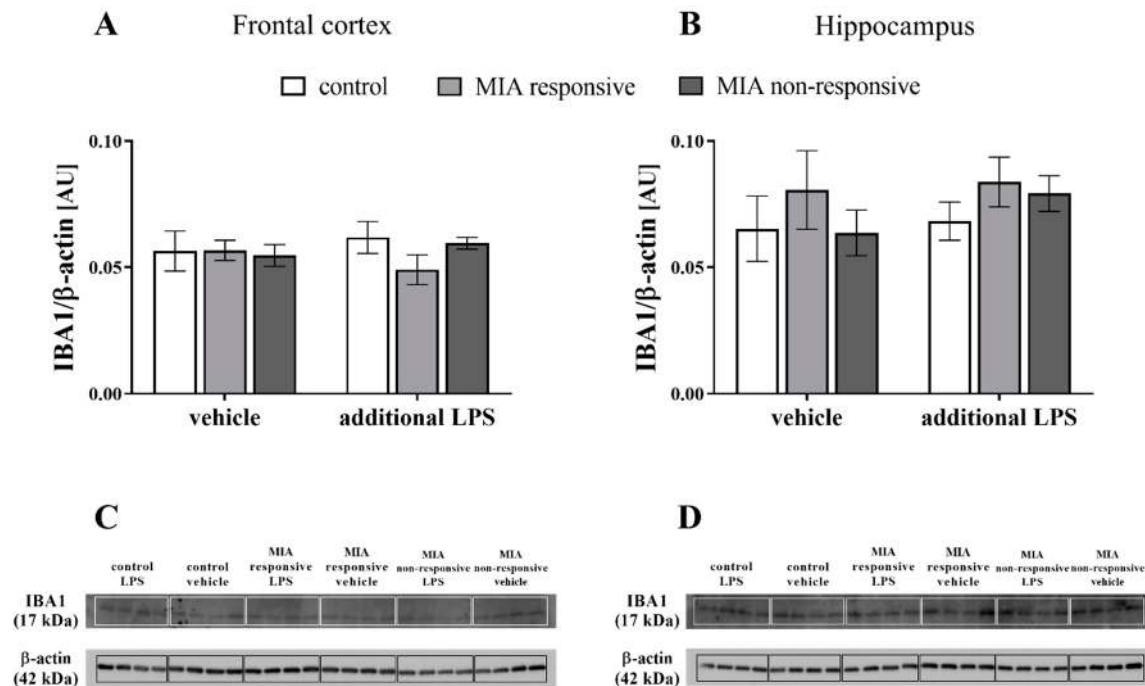 A Frontal cortex
B Hippocampus
control MIA responsive MIA non-responsive
IBA1/β-actin [AU]
0.10
0.05
0.00
vehicle additional LPS
IBA1/β-actin [AU]
0.10
0.05
0.00
vehicle additional LPS
C
control LPS
control vehicle
MIA responsive LPS
MIA responsive vehicle
MIA non-responsive LPS
MIA non-responsive vehicle
IBA1
(17 kDa)
β-actin
(42 kDa)
D
control LPS
control vehicle
MIA responsive LPS
MIA responsive vehicle
MIA non-responsive LPS
MIA non-responsive vehicle
IBA1
(17 kDa)
β-actin
(42 kDa)